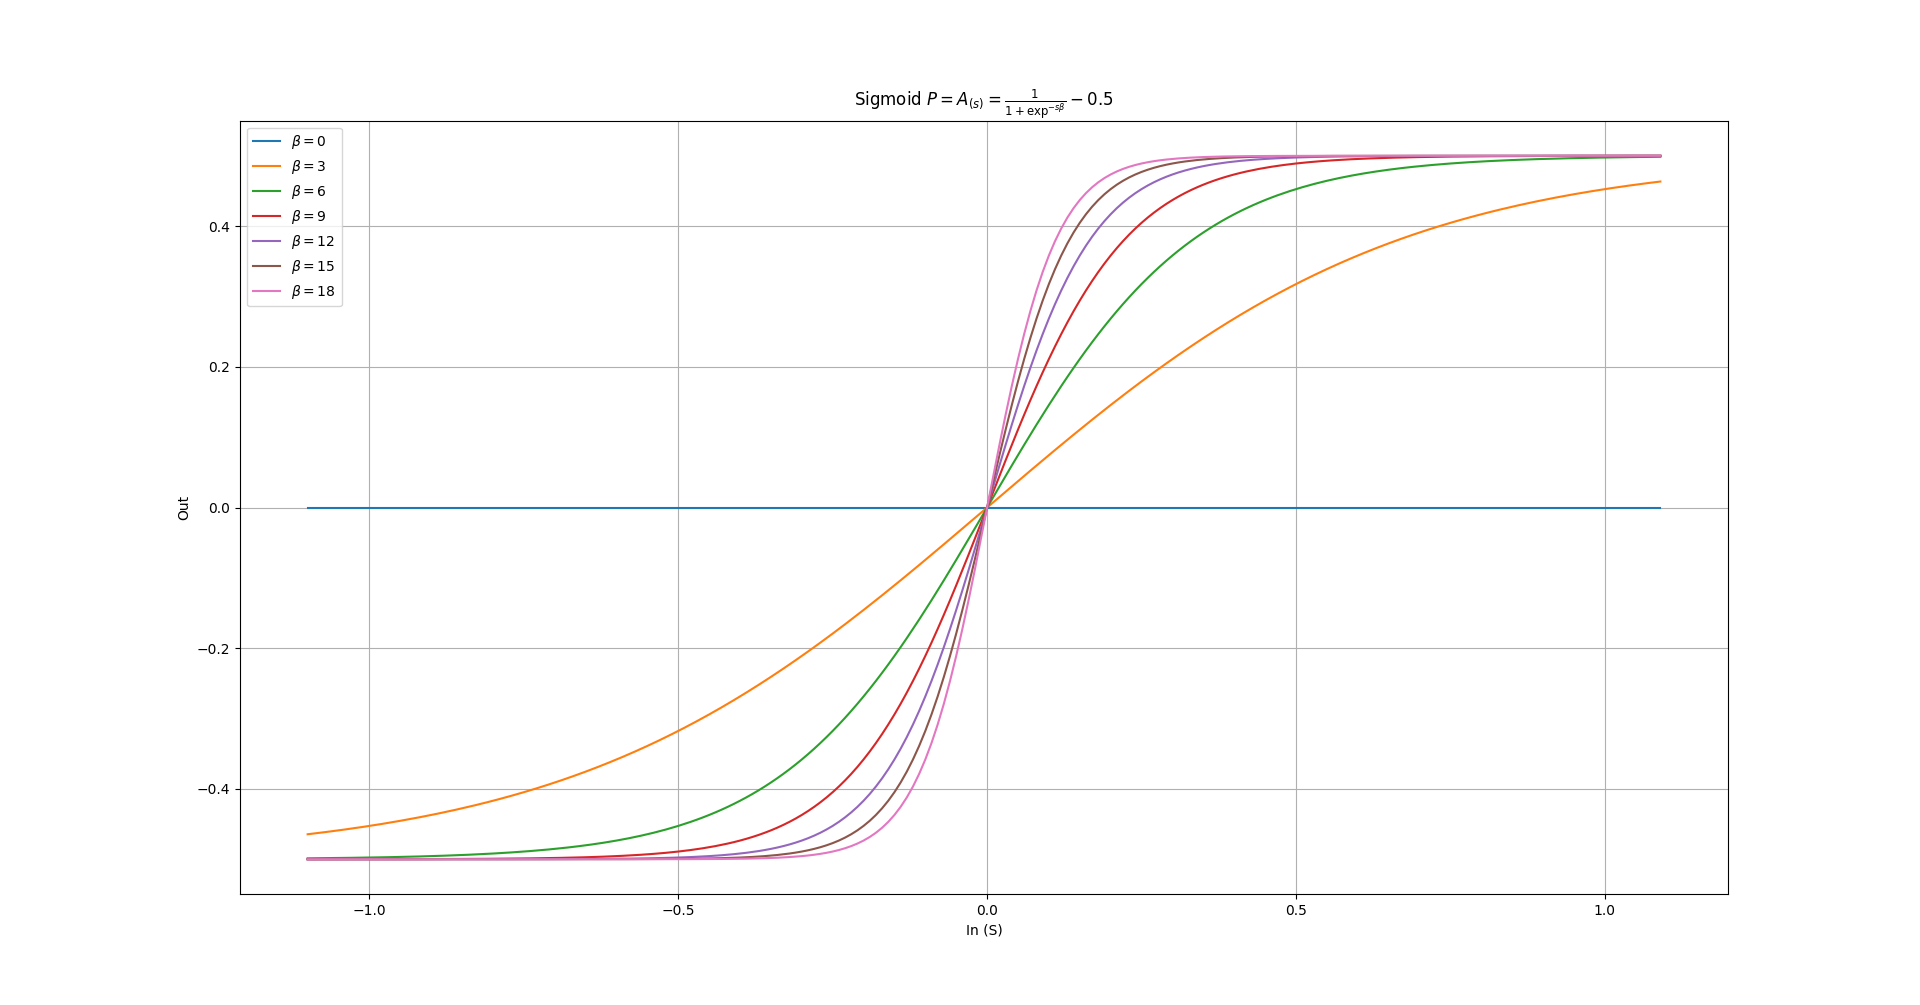 Sigmoid P = A₍ₛ₎ = 1/(1+exp^{−sβ}) − 0.5
β = 0
β = 3
β = 6
β = 9
β = 12
β = 15
β = 18
0.4
0.2
0.0
−0.2
−0.4
Out
−1.0 −0.5 0.0 0.5 1.0
In (S)